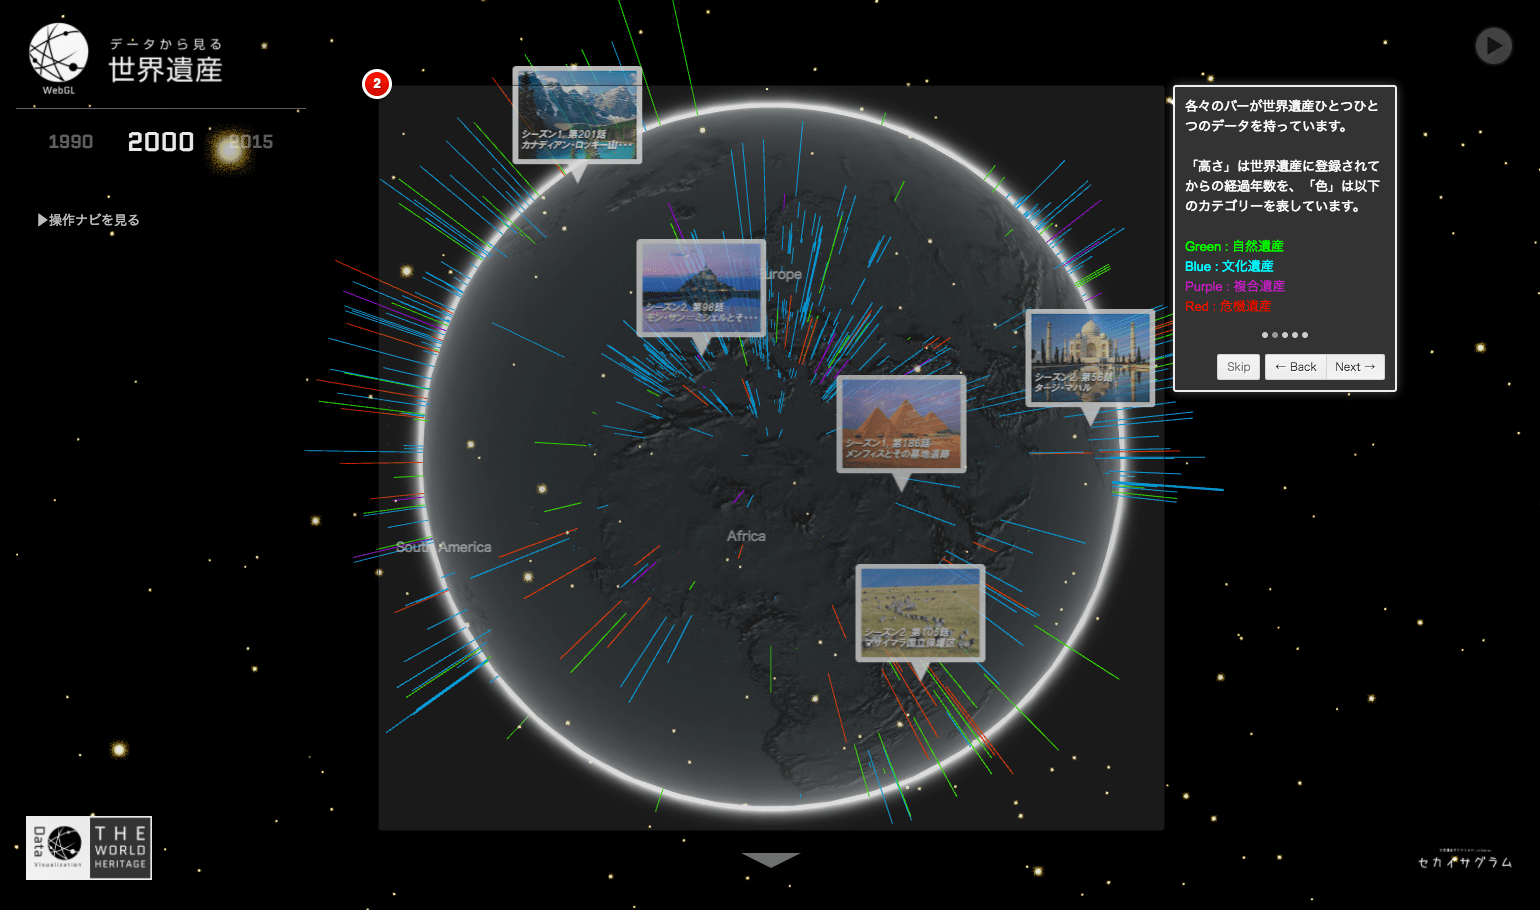 WebGL
データから見る
世界遺産
1990
2000
2015
▶操作ナビを見る
2
シーズン1, 第201話
カナディアン・ロッキー山・・・
Europe
シーズン2, 第98話
モン・サン=ミシェルとそ・・・
シーズン2, 第56話
タージ・マハル
シーズン1, 第186話
メンフィスとその墓地遺跡
Africa
South America
シーズン2, 第105話
マサイマラ国立保護区
各々のバーが世界遺産ひとつひと
つのデータを持っています。
「高さ」は世界遺産に登録されて
からの経過年数を、「色」は以下
のカテゴリーを表しています。
Green : 自然遺産
Blue : 文化遺産
Purple : 複合遺産
Red : 危機遺産
Skip
← Back
Next →
Data
Visualization
THE
WORLD
HERITAGE
セカイサグラム